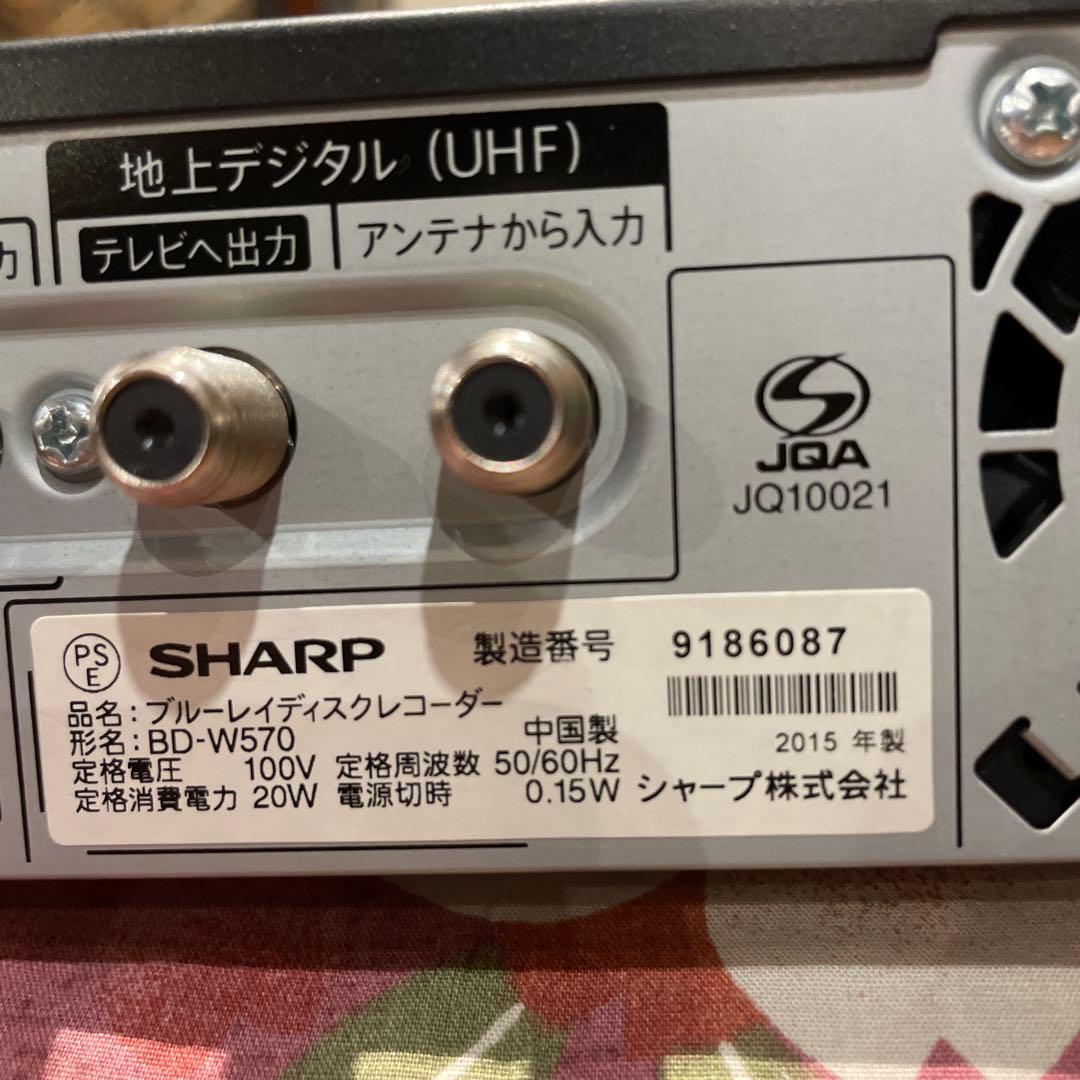 地上デジタル（UHF）
力
テレビへ出力
アンテナから入力
JQA
JQ10021
PS
E
SHARP
製造番号 9186087
品名：ブルーレイディスクレコーダー
形名：BD-W570
中国製
2015 年製
定格電圧 100V 定格周波数 50/60Hz
定格消費電力 20W 電源切時 0.15W シャープ株式会社